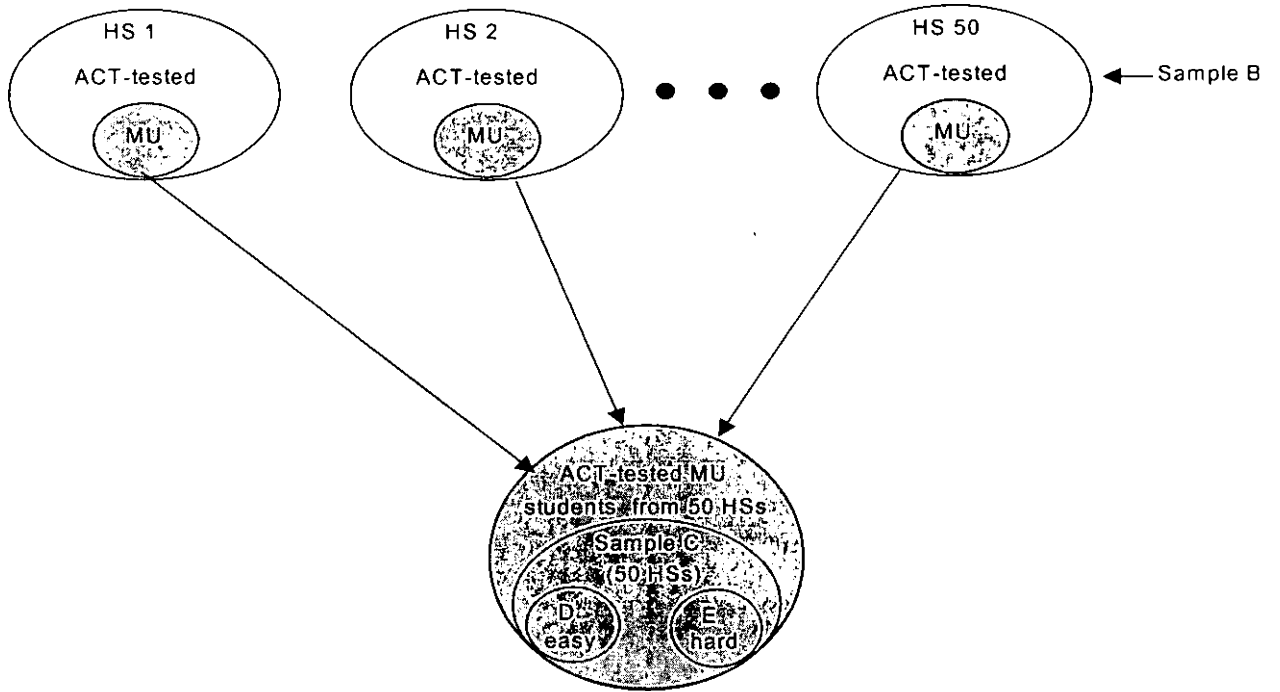 HS 1
ACT-tested
MU
HS 2
ACT-tested
MU
HS 50
ACT-tested
MU
Sample B
ACT-tested MU
students from 50 HSs
Sample C
(50 HSs)
D
easy
E
hard